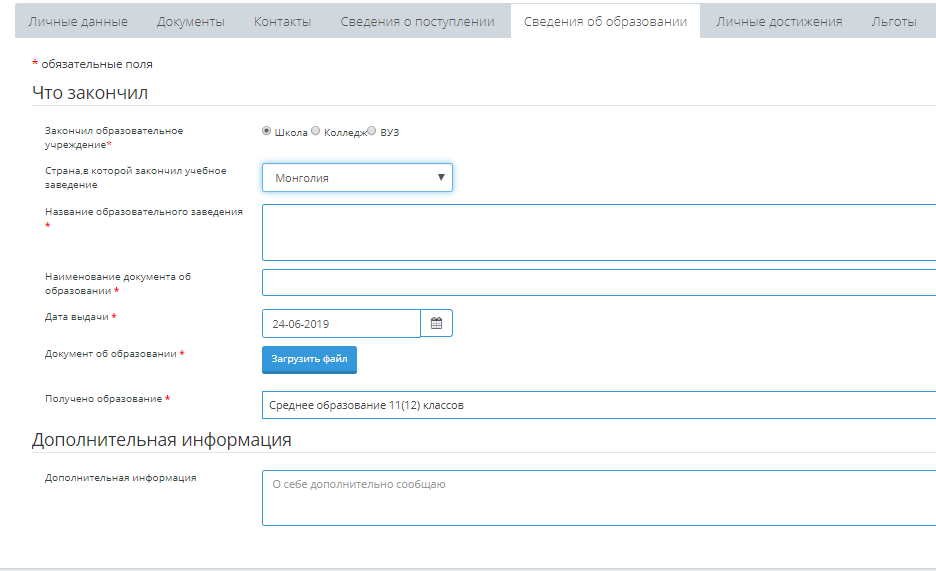 Личные данные Документы Контакты Сведения о поступлении Сведения об образовании Личные достижения Льготы
* обязательные поля
Что закончил
Закончил образовательное
учреждение*
Школа Колледж ВУЗ
Страна,в которой закончил учебное
заведение
Монголия
Название образовательного заведения
*
Наименование документа об
образовании *
Дата выдачи *
24-06-2019
Документ об образовании *
Загрузить файл
Получено образование *
Среднее образование 11(12) классов
Дополнительная информация
Дополнительная информация
О себе дополнительно сообщаю